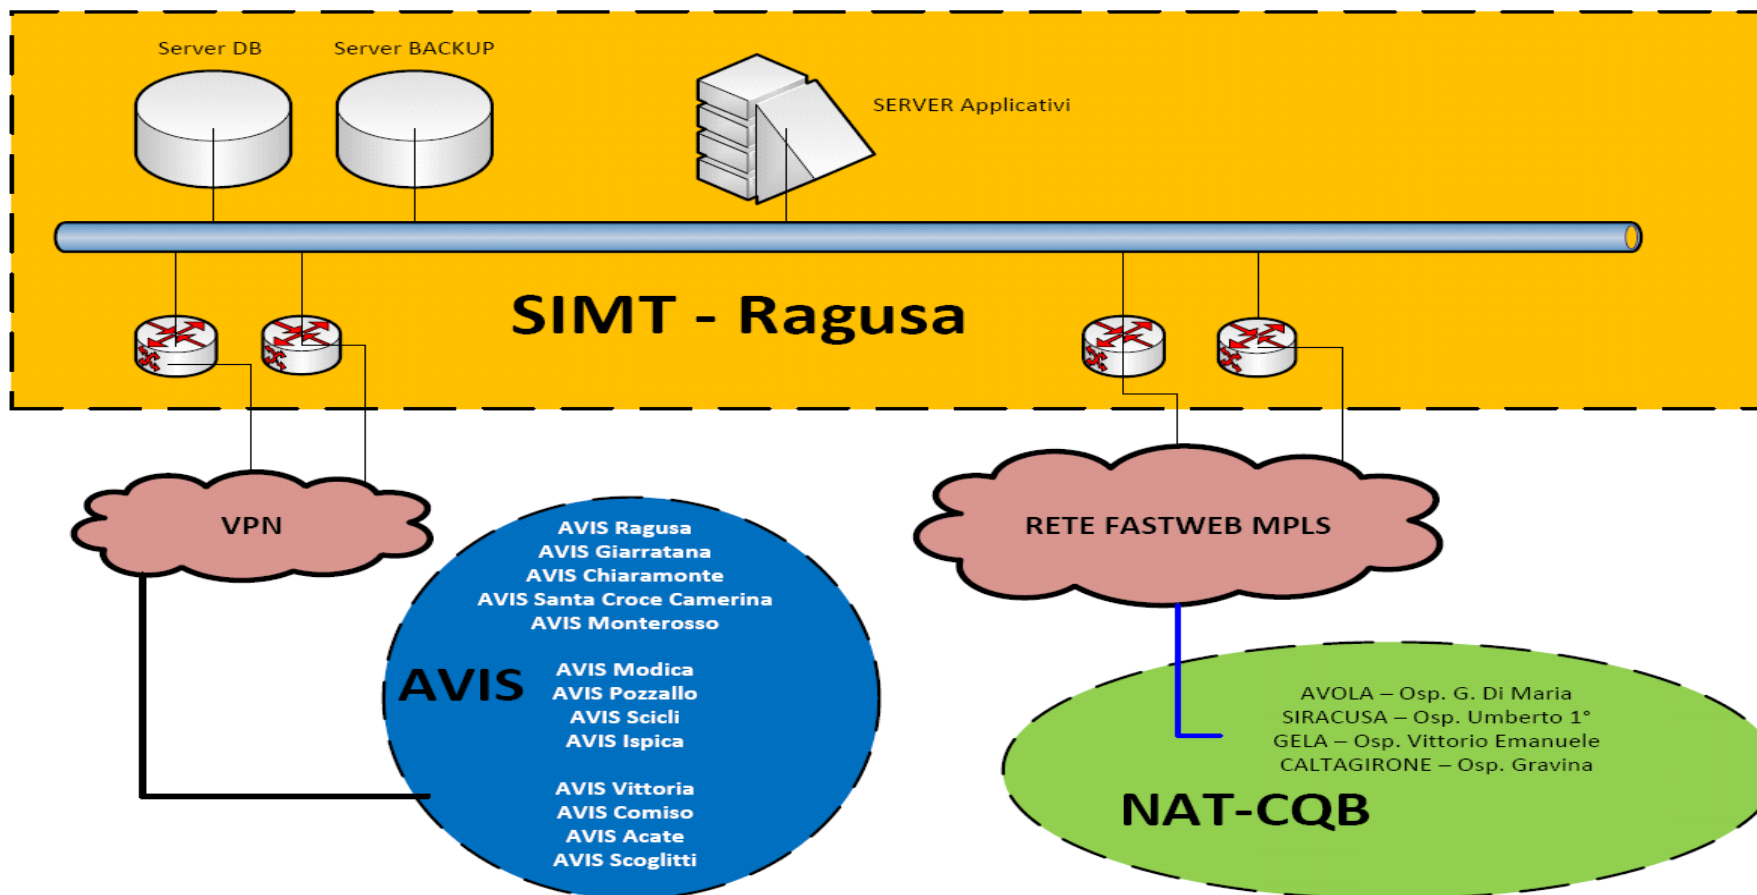 Server DB
Server BACKUP
SERVER Applicativi
SIMT - Ragusa
VPN
RETE FASTWEB MPLS
AVIS Ragusa
AVIS Giarratana
AVIS Chiaramonte
AVIS Santa Croce Camerina
AVIS Monterosso
AVIS
AVIS Modica
AVIS Pozzallo
AVIS Scicli
AVIS Ispica
AVIS Vittoria
AVIS Comiso
AVIS Acate
AVIS Scoglitti
AVOLA – Osp. G. Di Maria
SIRACUSA – Osp. Umberto 1°
GELA – Osp. Vittorio Emanuele
CALTAGIRONE – Osp. Gravina
NAT-CQB